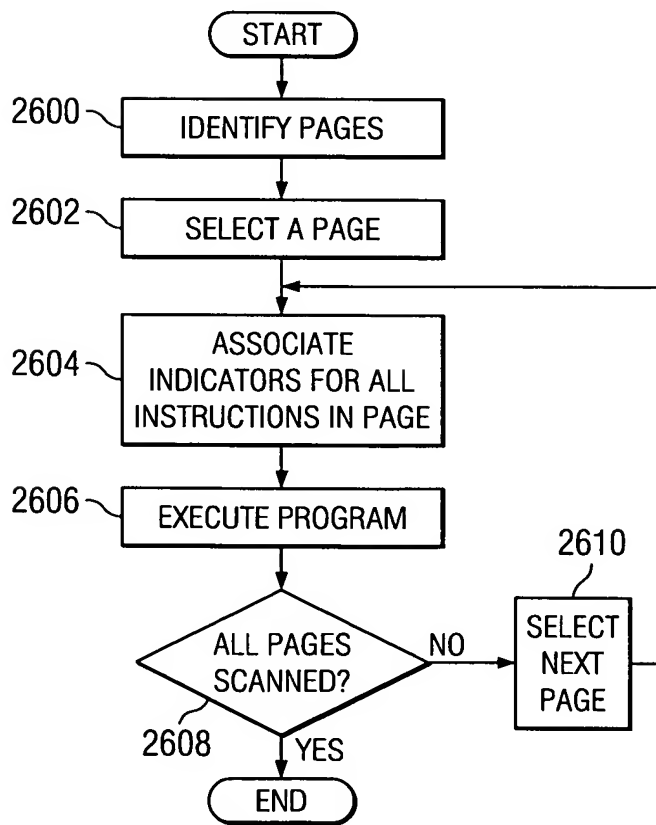 START
2600
IDENTIFY PAGES
2602
SELECT A PAGE
2604
ASSOCIATE
INDICATORS FOR ALL
INSTRUCTIONS IN PAGE
2606
EXECUTE PROGRAM
2608
ALL PAGES
SCANNED?
NO
2610
SELECT
NEXT
PAGE
YES
END